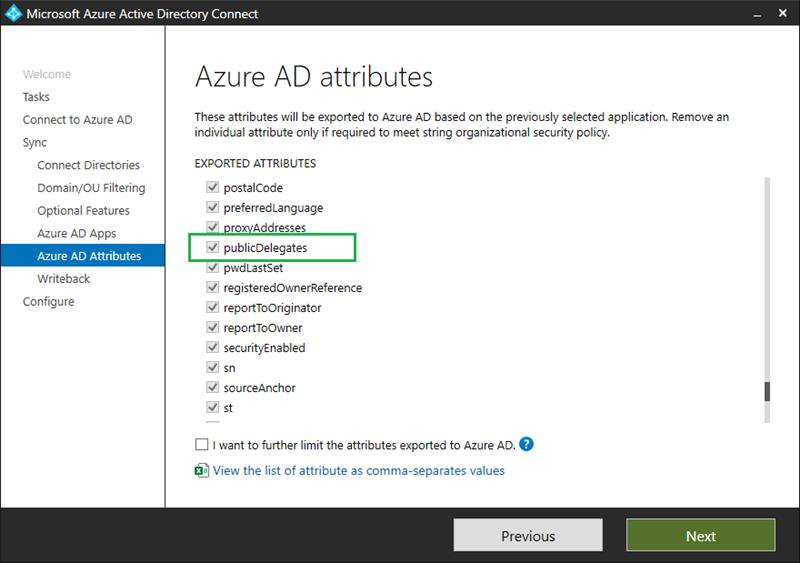 Microsoft Azure Active Directory Connect
Welcome
Tasks
Connect to Azure AD
Sync
Connect Directories
Domain/OU Filtering
Optional Features
Azure AD Apps
Azure AD Attributes
Writeback
Configure
Azure AD attributes
These attributes will be exported to Azure AD based on the previously selected application. Remove an
individual attribute only if required to meet string organizational security policy.
EXPORTED ATTRIBUTES
postalCode
preferredLanguage
proxyAddresses
publicDelegates
pwdLastSet
registeredOwnerReference
reportToOriginator
reportToOwner
securityEnabled
sn
sourceAnchor
st
I want to further limit the attributes exported to Azure AD. ?
View the list of attribute as comma-separates values
Previous
Next